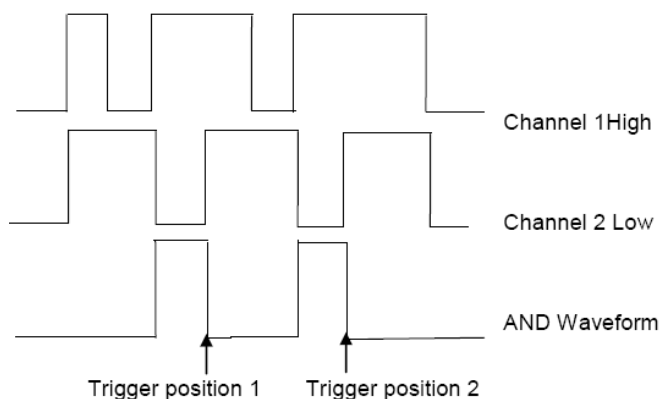 Channel 1High
Channel 2 Low
AND Waveform
Trigger position 1
Trigger position 2